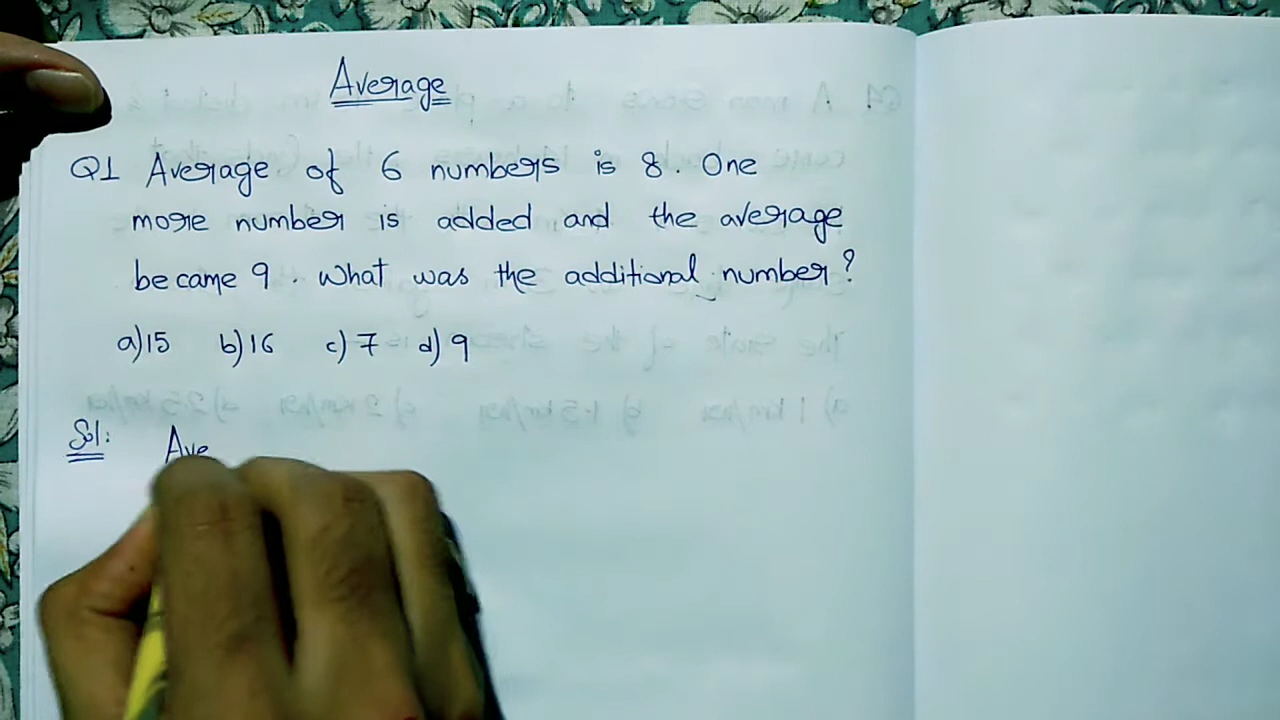 Average
Q1 Average of 6 numbers is 8. One
more number is added and the average
became 9. What was the additional number?
a) 15 b) 16 c) 7 d) 9
Sol: Ave